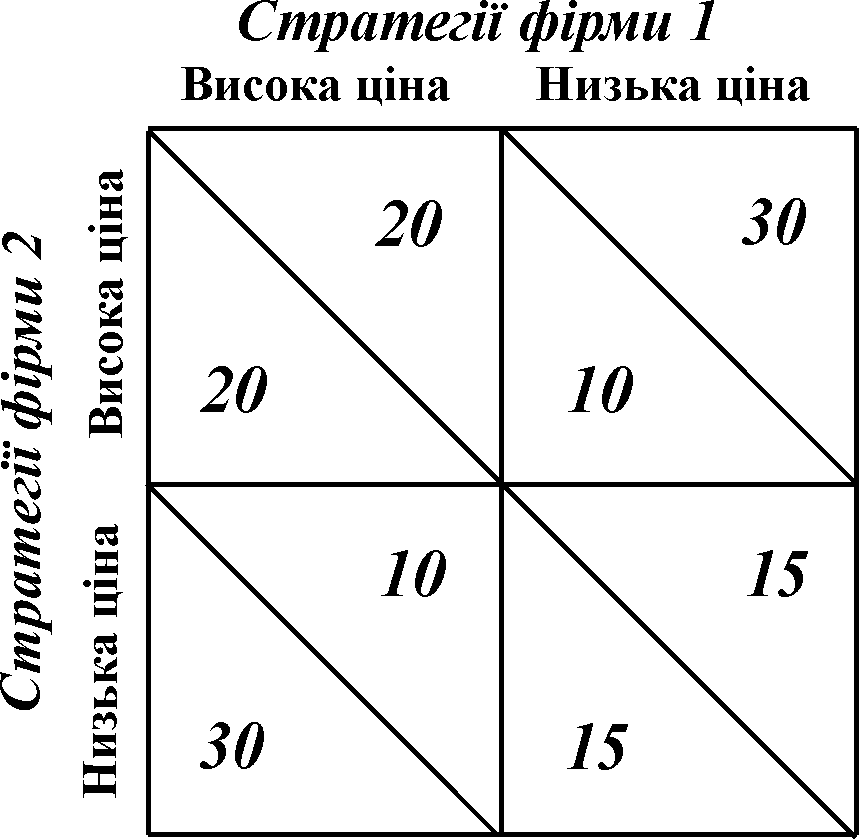 Стратегії фірми 1
Висока ціна Низька ціна
Стратегії фірми 2
Висока ціна
20 30
20 10
Низька ціна
10 15
30 15